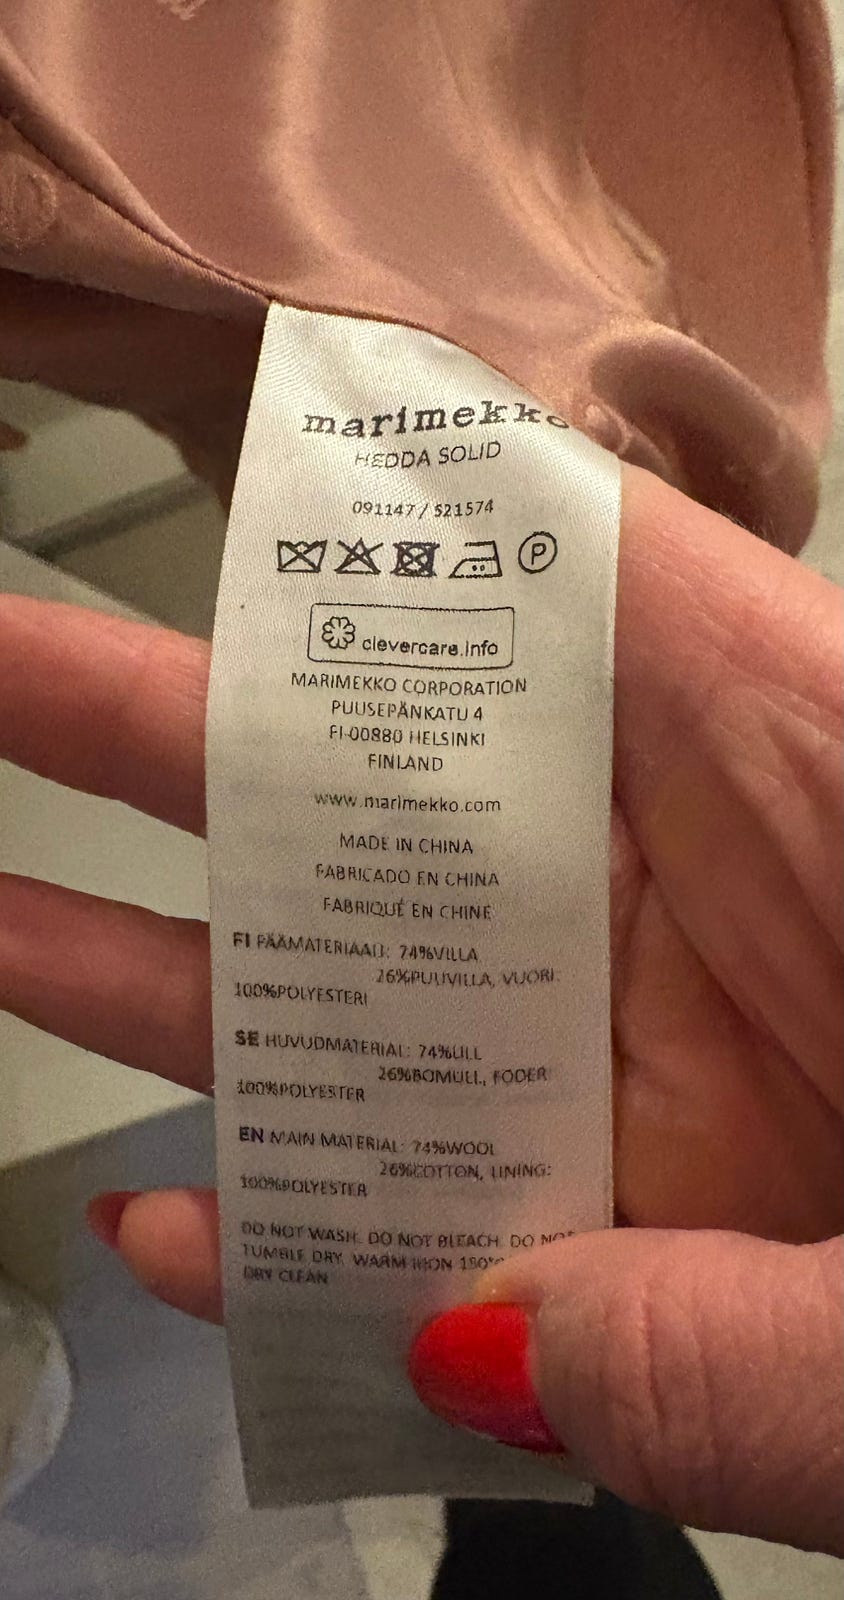 marimekko
HEDDA SOLID
091147 / 521574
P
clevercare.info
MARIMEKKO CORPORATION
PUUSEPÄNKATU 4
FI-00880 HELSINKI
FINLAND
www.marimekko.com
MADE IN CHINA
FABRICADO EN CHINA
FABRIQUÉ EN CHINE
FI PÄÄMATERIAALI: 74%VILLA
26%PUUVILLA, VUORI:
100%POLYESTERI
SE HUVUDMATERIAL: 74%ULL
26%BOMULL, FODER
100%POLYESTER
EN MAIN MATERIAL: 74%WOOL
26%COTTON, LINING:
100%POLYESTER
DO NOT WASH. DO NOT BLEACH. DO NOT
TUMBLE DRY. WARM IRON
DRY CLEAN